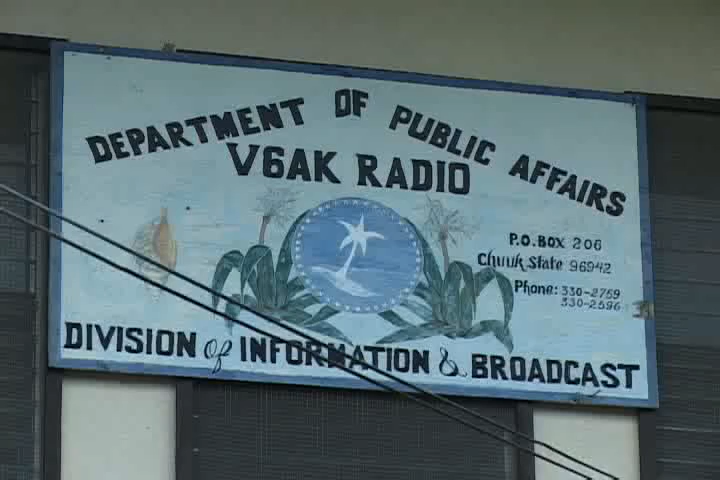 DEPARTMENT OF PUBLIC AFFAIRS
V6AK RADIO
P.O.BOX 206
Chuuk State 96942
Phone: 330-2759
330-2596
DIVISION of INFORMATION & BROADCAST